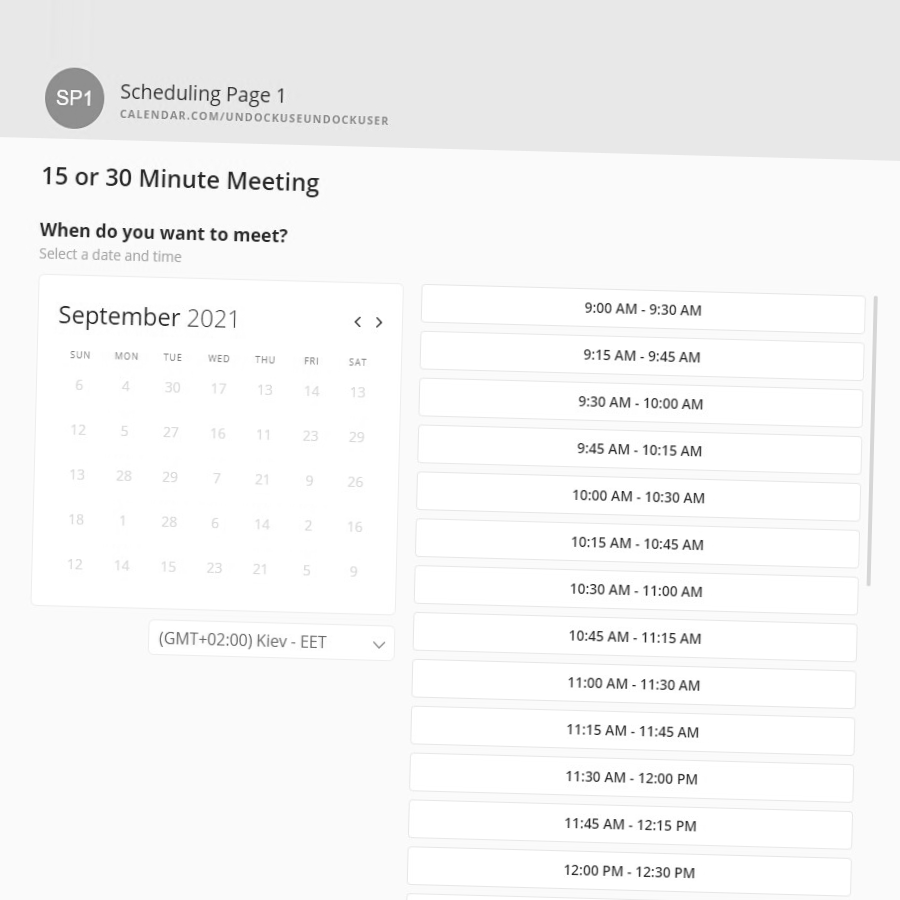 SP1
Scheduling Page 1
CALENDAR.COM/UNDOCKUSEUNDOCKUSER
15 or 30 Minute Meeting
When do you want to meet?
Select a date and time
September 2021
SUN MON TUE WED THU FRI SAT
6 4 30 17 13 14 13
12 5 27 16 11 23 29
13 28 29 7 21 9 26
18 1 28 6 14 2 16
12 14 15 23 21 5 9
(GMT+02:00) Kiev - EET
9:00 AM - 9:30 AM
9:15 AM - 9:45 AM
9:30 AM - 10:00 AM
9:45 AM - 10:15 AM
10:00 AM - 10:30 AM
10:15 AM - 10:45 AM
10:30 AM - 11:00 AM
10:45 AM - 11:15 AM
11:00 AM - 11:30 AM
11:15 AM - 11:45 AM
11:30 AM - 12:00 PM
11:45 AM - 12:15 PM
12:00 PM - 12:30 PM